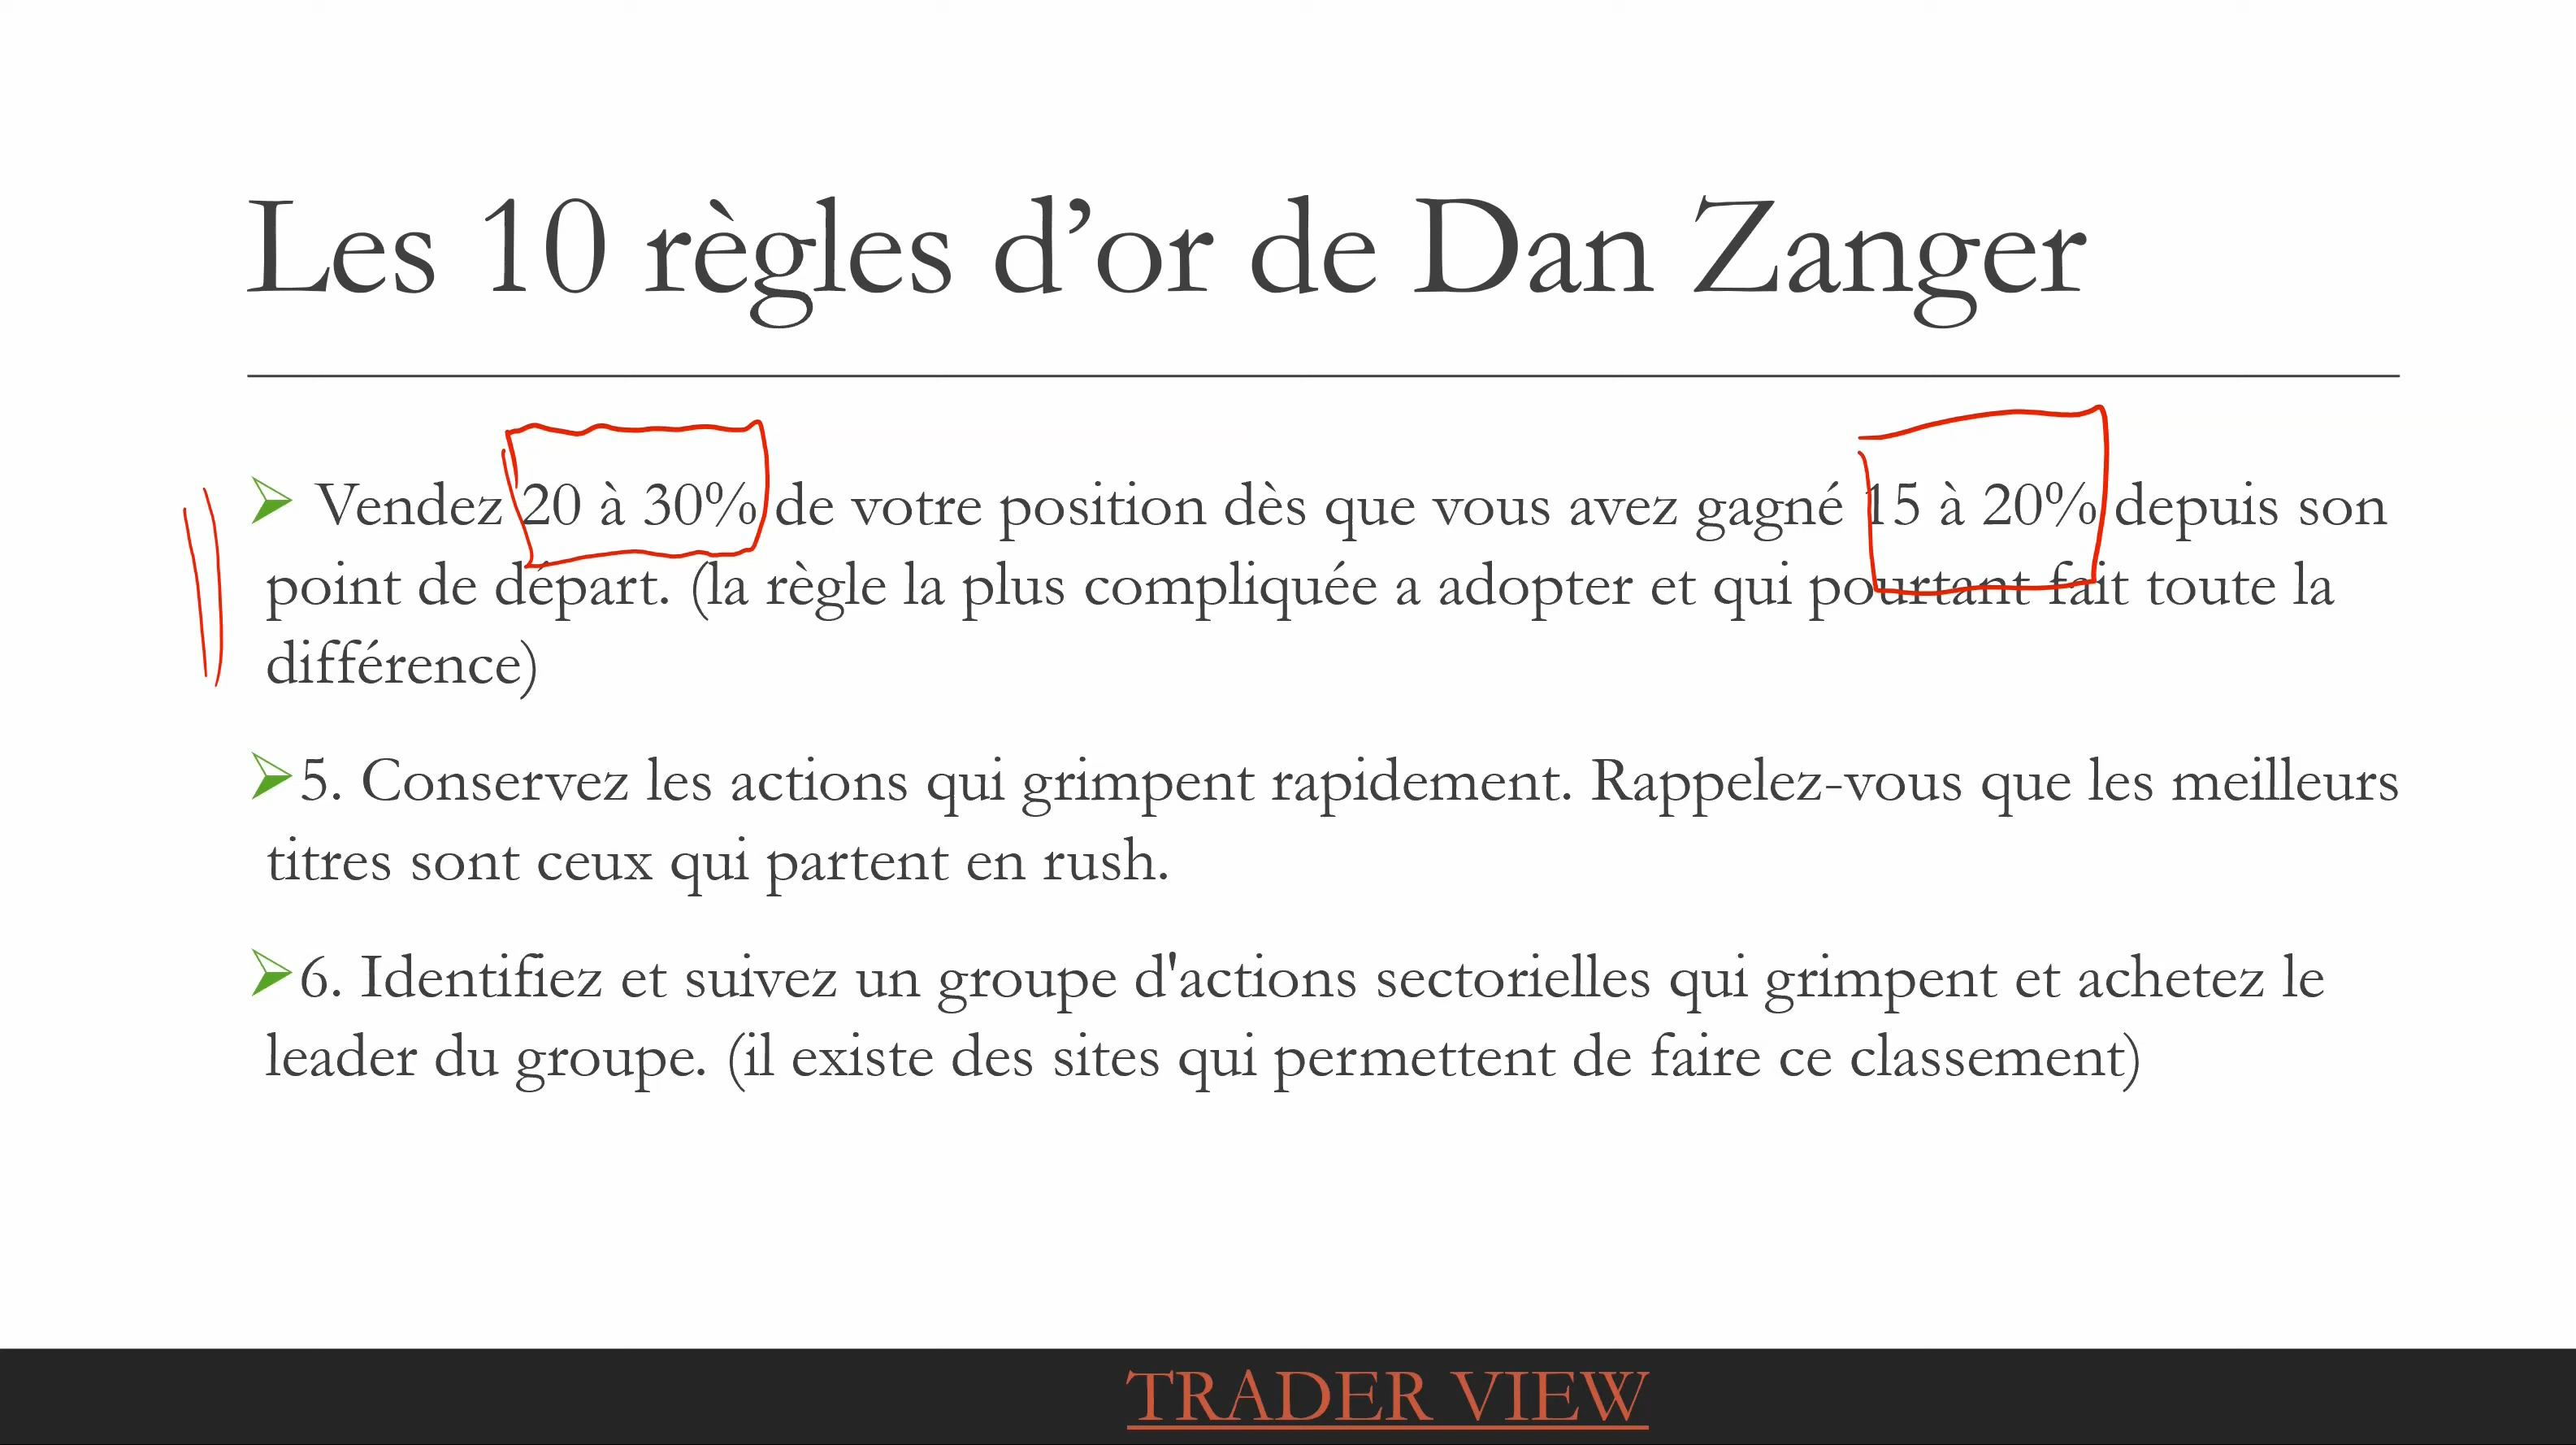 Les 10 règles d’or de Dan Zanger
Vendez 20 à 30% de votre position dès que vous avez gagné 15 à 20% depuis son
point de départ. (la règle la plus compliquée a adopter et qui pourtant fait toute la
différence)
5. Conservez les actions qui grimpent rapidement. Rappelez-vous que les meilleurs
titres sont ceux qui partent en rush.
6. Identifiez et suivez un groupe d'actions sectorielles qui grimpent et achetez le
leader du groupe. (il existe des sites qui permettent de faire ce classement)
TRADER VIEW